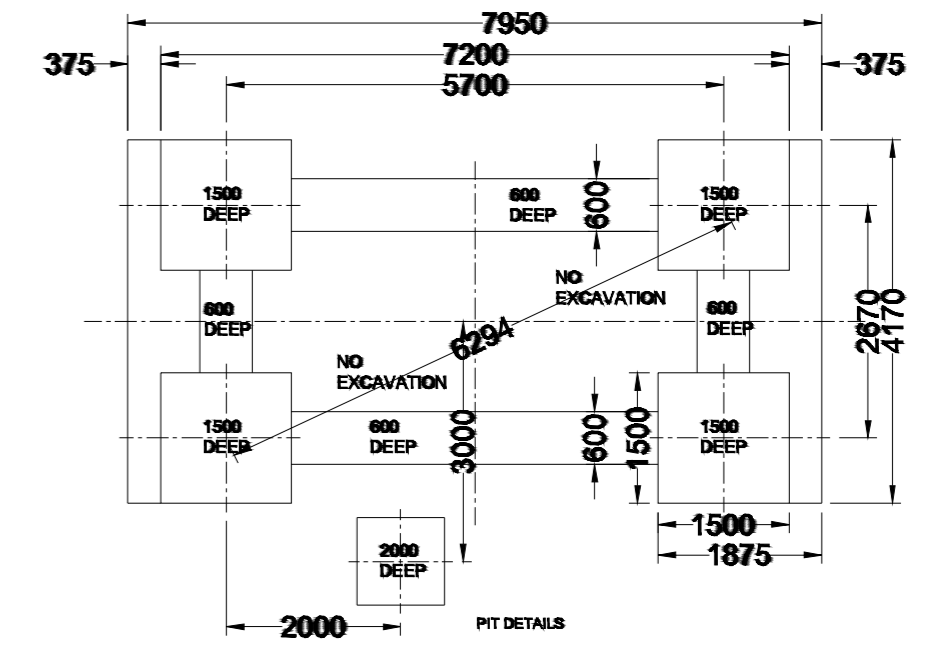 7950
7200
375
375
5700
1500
DEEP
600
DEEP
600
1500
DEEP
NO
EXCAVATION
600
DEEP
600
DEEP
2670
4170
6294
NO
EXCAVATION
1500
DEEP
600
DEEP
3000
600
1500
1500
DEEP
1500
1875
2000
DEEP
2000
PIT DETAILS